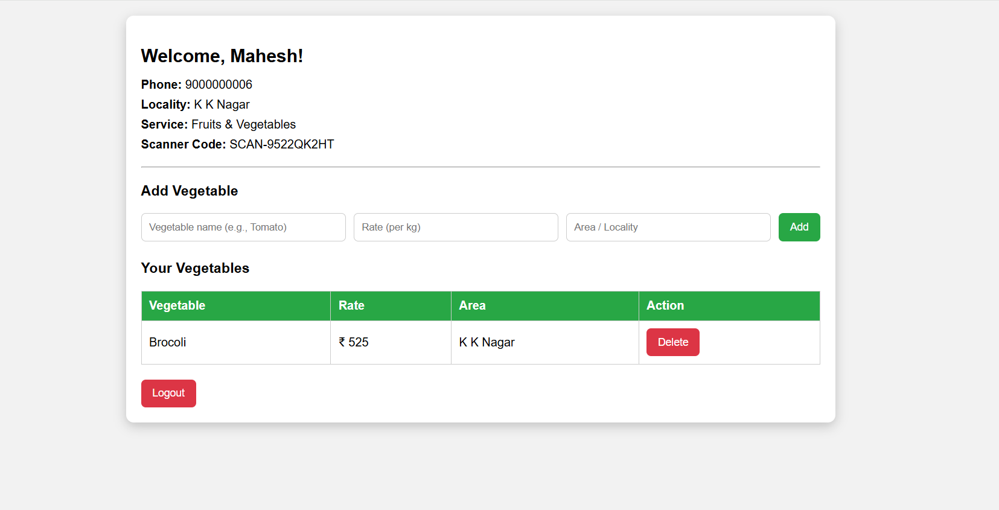 Welcome, Mahesh!
Phone: 9000000006
Locality: K K Nagar
Service: Fruits & Vegetables
Scanner Code: SCAN-9522QK2HT
Add Vegetable
Vegetable name (e.g., Tomato) Rate (per kg) Area / Locality Add
Your Vegetables
Vegetable Rate Area Action
Brocoli ₹ 525 K K Nagar Delete
Logout